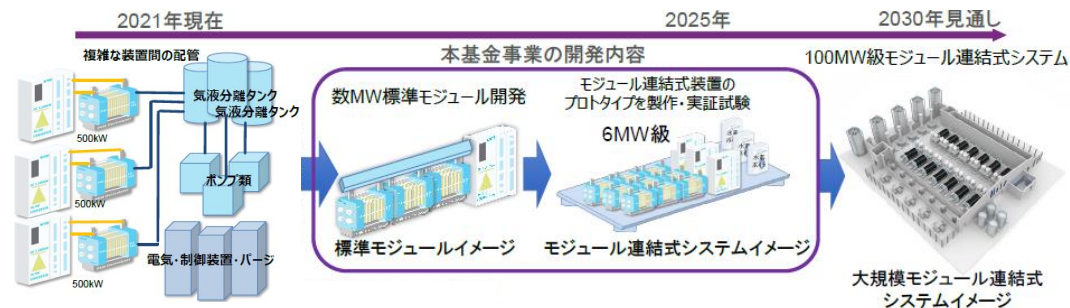 2021年現在
2025年
2030年見通し
複雑な装置間の配管
気液分離タンク
気液分離タンク
500kW
500kW
500kW
ポンプ類
電気・制御装置・パージ
本基金事業の開発内容
数MW標準モジュール開発
標準モジュールイメージ
モジュール連結式装置の
プロトタイプを製作・実証試験
6MW級
モジュール連結式システムイメージ
100MW級モジュール連結式システム
大規模モジュール連結式
システムイメージ